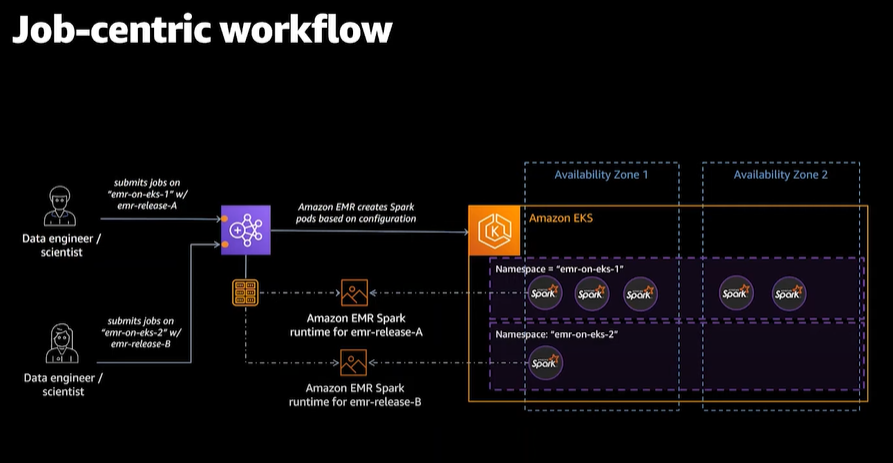 Job-centric workflow
submits jobs on
"emr-on-eks-1" w/
emr-release-A
Data engineer /
scientist
Amazon EMR creates Spark
pods based on configuration
Availability Zone 1
Availability Zone 2
Amazon EKS
K
Namespace = "emr-on-eks-1"
Spark
Spark
Spark
Spark
Spark
Amazon EMR Spark
runtime for emr-release-A
submits jobs on
"emr-on-eks-2" w/
emr-release-B
Data engineer /
scientist
Namespace: "emr-on-eks-2"
Spark
Amazon EMR Spark
runtime for emr-release-B